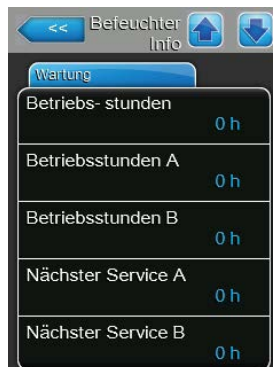 << Befeuchter
Info
Wartung
Betriebs- stunden
0 h
Betriebsstunden A
0 h
Betriebsstunden B
0 h
Nächster Service A
0 h
Nächster Service B
0 h